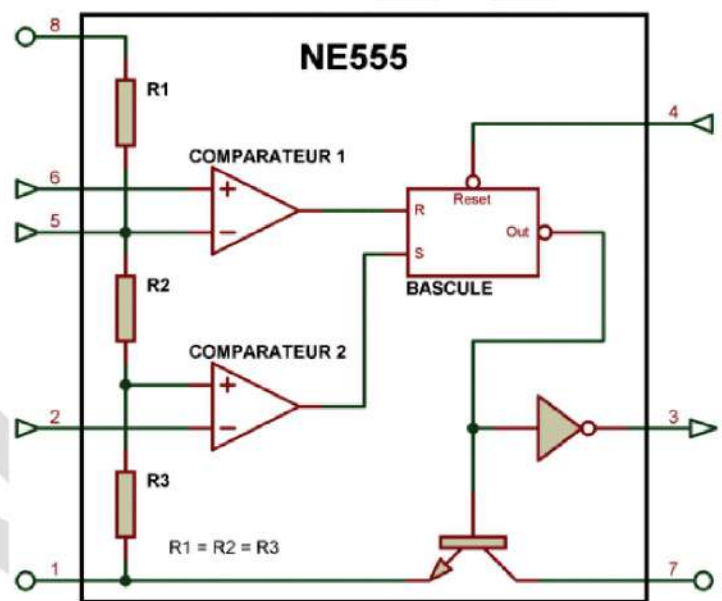 8
NE555
R1
4
COMPARATEUR 1
6
+
R
Reset
5
−
Out
S
R2
BASCULE
COMPARATEUR 2
+
2
−
3
R3
R1 = R2 = R3
1
7